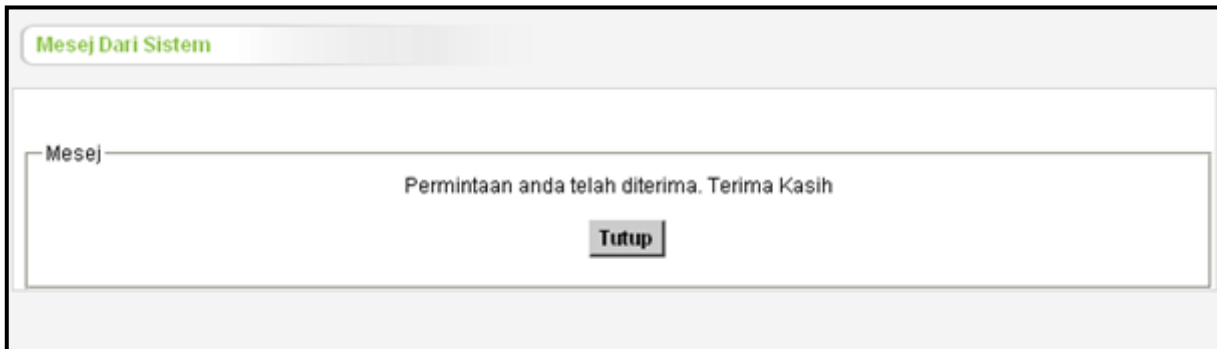 Mesej Dari Sistem
Mesej
Permintaan anda telah diterima. Terima Kasih
Tutup